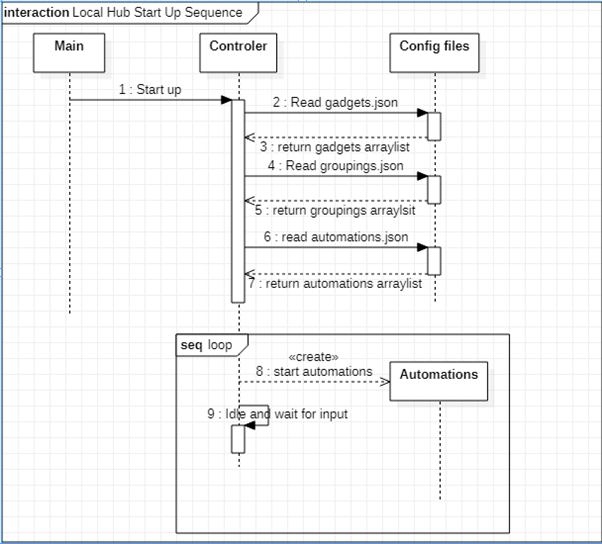 interaction Local Hub Start Up Sequence
Main
Controler
Config files
1 : Start up
2 : Read gadgets.json
3 : return gadgets arraylist
4 : Read groupings.json
5 : return groupings arraylsit
6 : read automations.json
7 : return automations arraylist
seq loop
«create»
8 : start automations
Automations
9 : Idle and wait for input